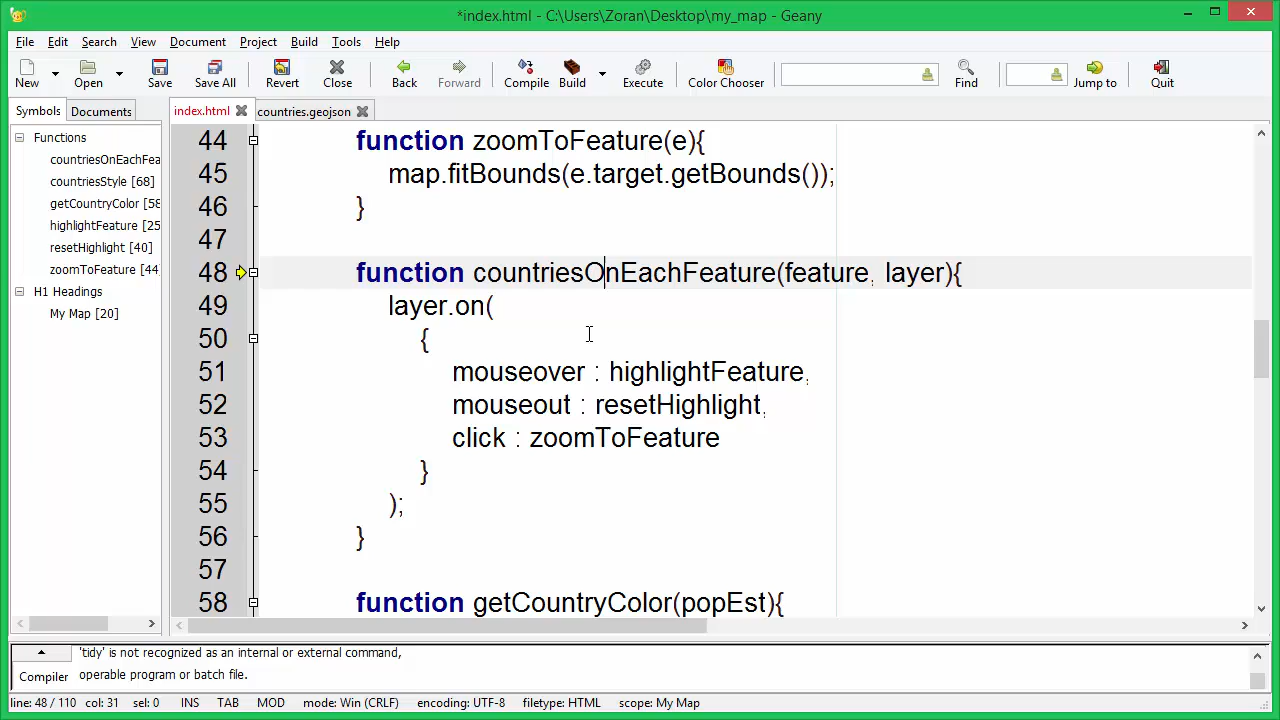 *index.html - C:\Users\Zoran\Desktop\my_map - Geany
File Edit Search View Document Project Build Tools Help
New Open Save Save All Revert Close Back Forward Compile Build Execute Color Chooser Find Jump to Quit
Symbols Documents index.html countries.geojson
Functions
countriesOnEachFea
countriesStyle [68]
getCountryColor [58
highlightFeature [25
resetHighlight [40]
zoomToFeature [44
H1 Headings
My Map [20]
44 function zoomToFeature(e){
45 map.fitBounds(e.target.getBounds());
46 }
47
48 function countriesOnEachFeature(feature, layer){
49 layer.on(
50 {
51 mouseover : highlightFeature,
52 mouseout : resetHighlight,
53 click : zoomToFeature
54 }
55 );
56 }
57
58 function getCountryColor(popEst){
Compiler
'tidy' is not recognized as an internal or external command,
operable program or batch file.
line: 48 / 110 col: 31 sel: 0 INS TAB MOD mode: Win (CRLF) encoding: UTF-8 filetype: HTML scope: My Map